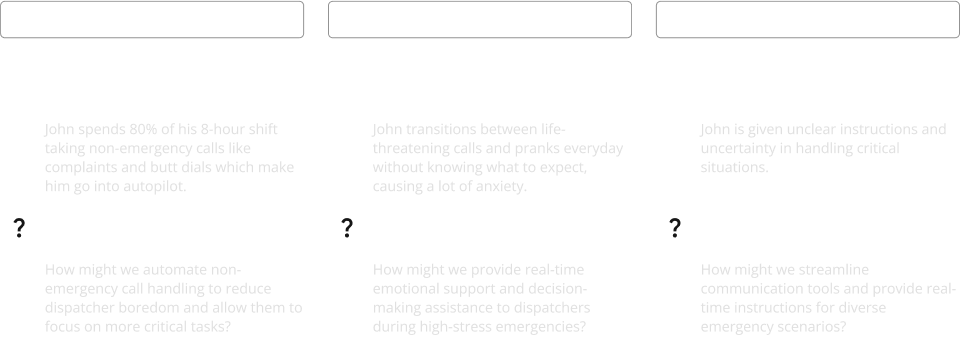 John spends 80% of his 8-hour shift
taking non-emergency calls like
complaints and butt dials which make
him go into autopilot.
?
How might we automate non-
emergency call handling to reduce
dispatcher boredom and allow them to
focus on more critical tasks?
John transitions between life-
threatening calls and pranks everyday
without knowing what to expect,
causing a lot of anxiety.
?
How might we provide real-time
emotional support and decision-
making assistance to dispatchers
during high-stress emergencies?
John is given unclear instructions and
uncertainty in handling critical
situations.
?
How might we streamline
communication tools and provide real-
time instructions for diverse
emergency scenarios?